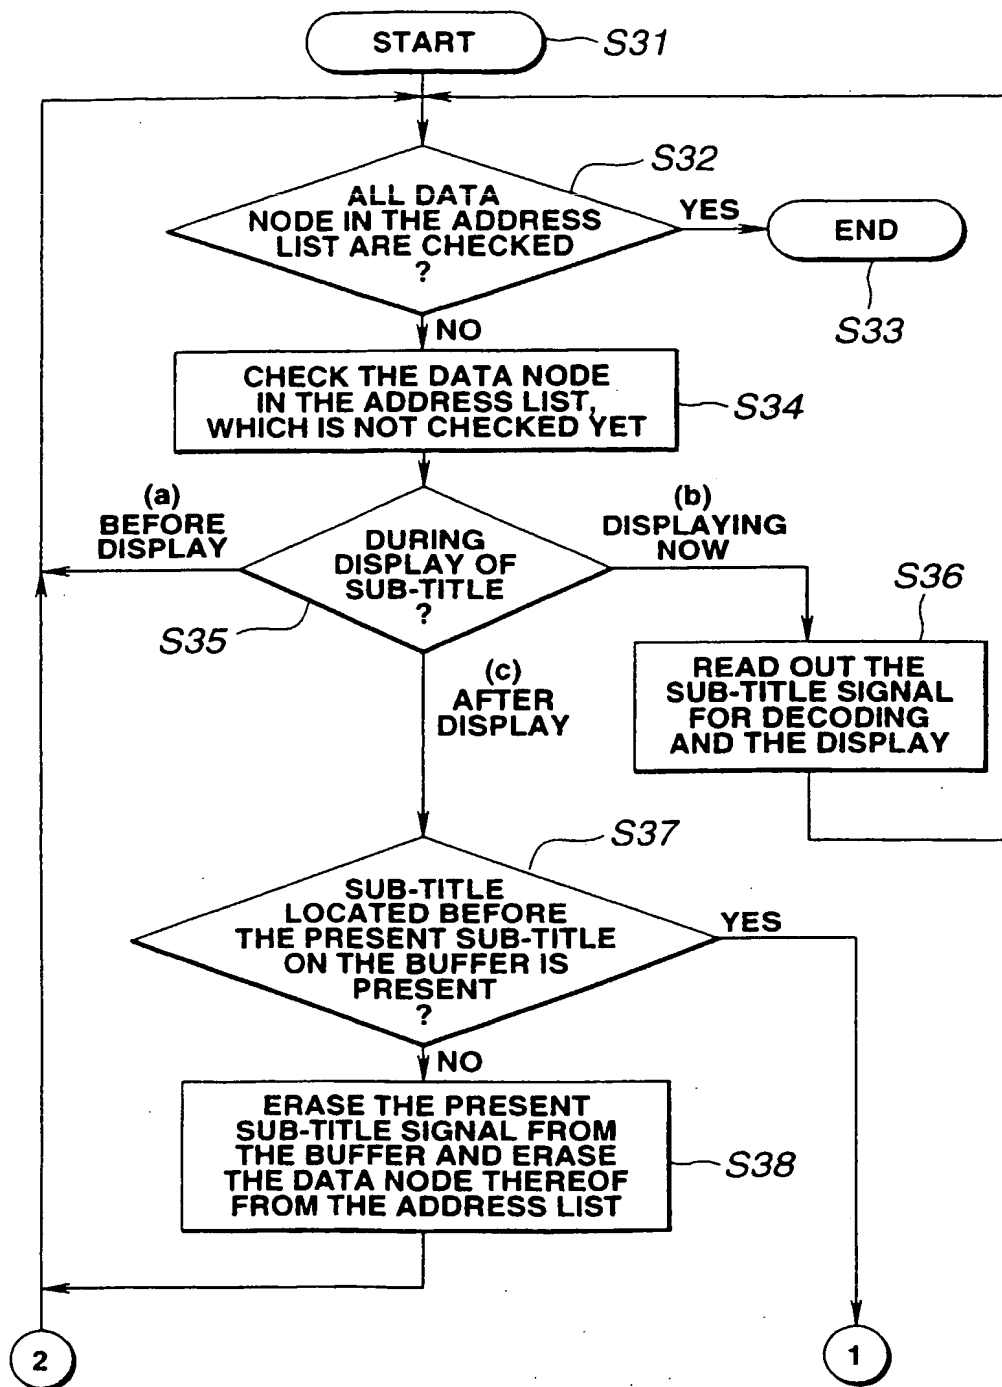 START
S31
ALL DATA
NODE IN THE ADDRESS
LIST ARE CHECKED
?
S32
YES
END
S33
NO
CHECK THE DATA NODE
IN THE ADDRESS LIST,
WHICH IS NOT CHECKED YET
S34
(a)
BEFORE
DISPLAY
DURING
DISPLAY OF
SUB-TITLE
?
S35
(b)
DISPLAYING
NOW
S36
READ OUT THE
SUB-TITLE SIGNAL
FOR DECODING
AND THE DISPLAY
(c)
AFTER
DISPLAY
S37
SUB-TITLE
LOCATED BEFORE
THE PRESENT SUB-TITLE
ON THE BUFFER IS
PRESENT
?
YES
NO
ERASE THE PRESENT
SUB-TITLE SIGNAL FROM
THE BUFFER AND ERASE
THE DATA NODE THEREOF
FROM THE ADDRESS LIST
S38
2
1